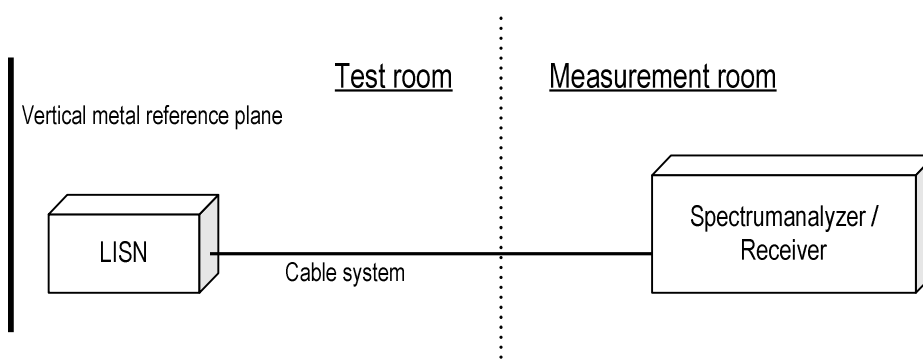 Test room
Measurement room
Vertical metal reference plane
LISN
Cable system
Spectrumanalyzer /
Receiver